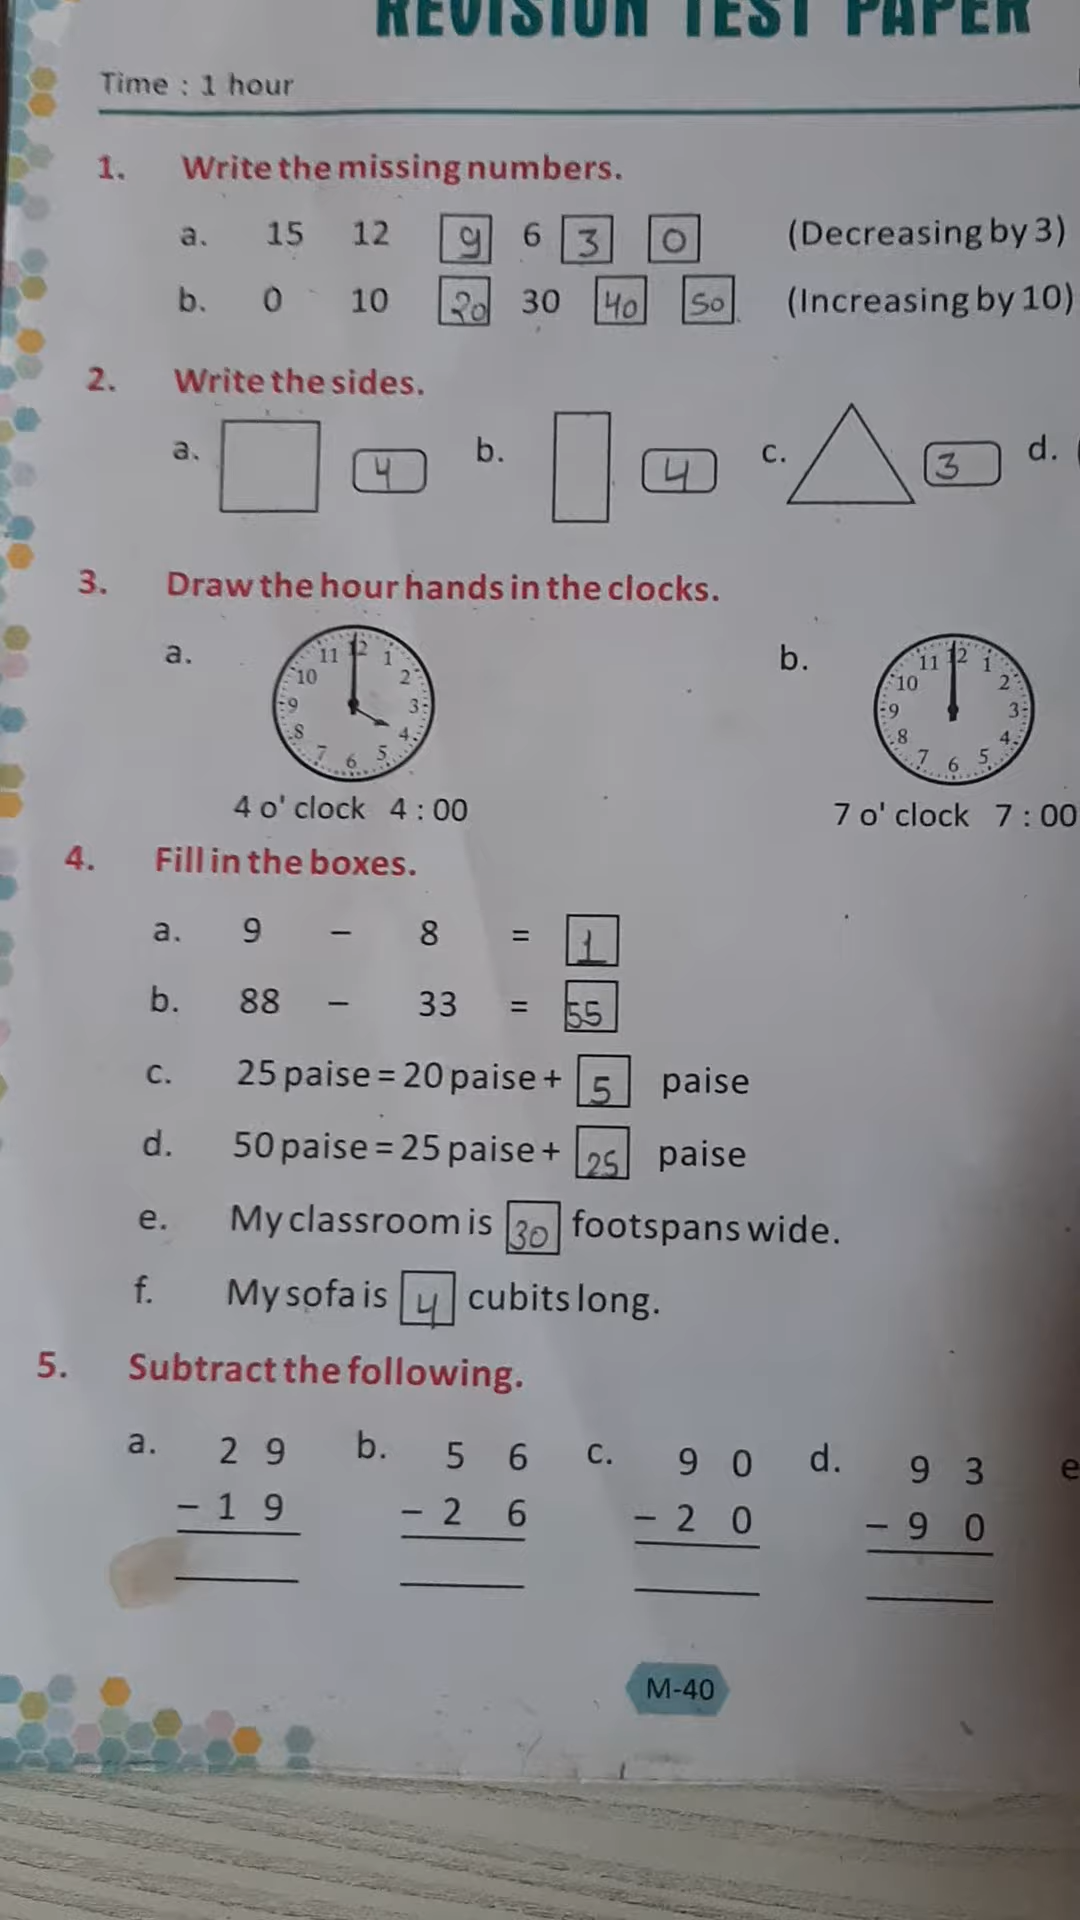 REVISION TEST PAPER
Time : 1 hour
1. Write the missing numbers.
a. 15 12 9 6 3 0 (Decreasing by 3)
b. 0 10 20 30 40 50 (Increasing by 10)
2. Write the sides.
a. 4 b. 4 c. 3 d.
3. Draw the hour hands in the clocks.
a. 12 1 2 3 4 5 6 7 8 9 10 11 b. 12 1 2 3 4 5 6 7 8 9 10 11
4 o' clock 4 : 00 7 o' clock 7 : 00
4. Fill in the boxes.
a. 9 – 8 = 1
b. 88 – 33 = 55
c. 25 paise = 20 paise + 5 paise
d. 50 paise = 25 paise + 25 paise
e. My classroom is 30 footspans wide.
f. My sofa is 4 cubits long.
5. Subtract the following.
a. 2 9 b. 5 6 c. 9 0 d. 9 3 e
– 1 9 – 2 6 – 2 0 – 9 0
M-40